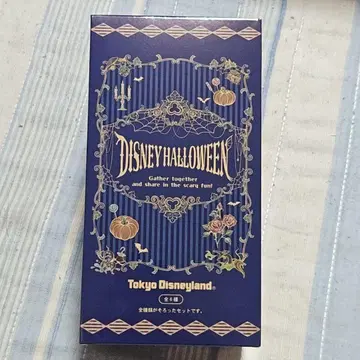 DISNEY HALLOWEEN
Gather together
and share in the scary fun!
Tokyo Disneyland®
全4種
全種類がそろったセットです。